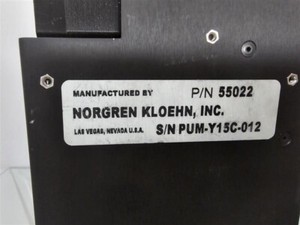 MANUFACTURED BY P/N 55022
NORGREN KLOEHN, INC.
LAS VEGAS, NEVADA U.S.A. S/N PUM-Y15C-012